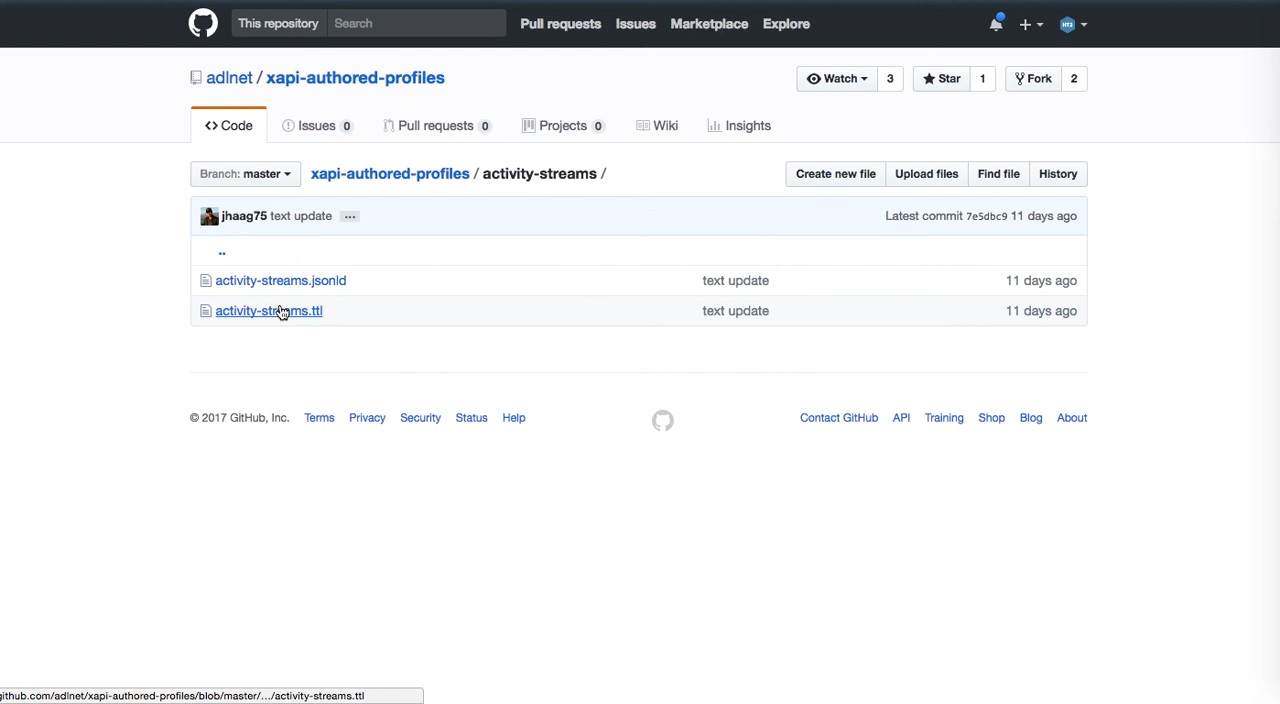 This repository Search Pull requests Issues Marketplace Explore
adlnet / xapi-authored-profiles Watch 3 Star 1 Fork 2
<> Code Issues 0 Pull requests 0 Projects 0 Wiki Insights
Branch: master xapi-authored-profiles / activity-streams / Create new file Upload files Find file History
jhaag75 text update ... Latest commit 7e5dbc9 11 days ago
..
activity-streams.jsonld text update 11 days ago
activity-streams.ttl text update 11 days ago
© 2017 GitHub, Inc. Terms Privacy Security Status Help Contact GitHub API Training Shop Blog About
github.com/adlnet/xapi-authored-profiles/blob/master/.../activity-streams.ttl